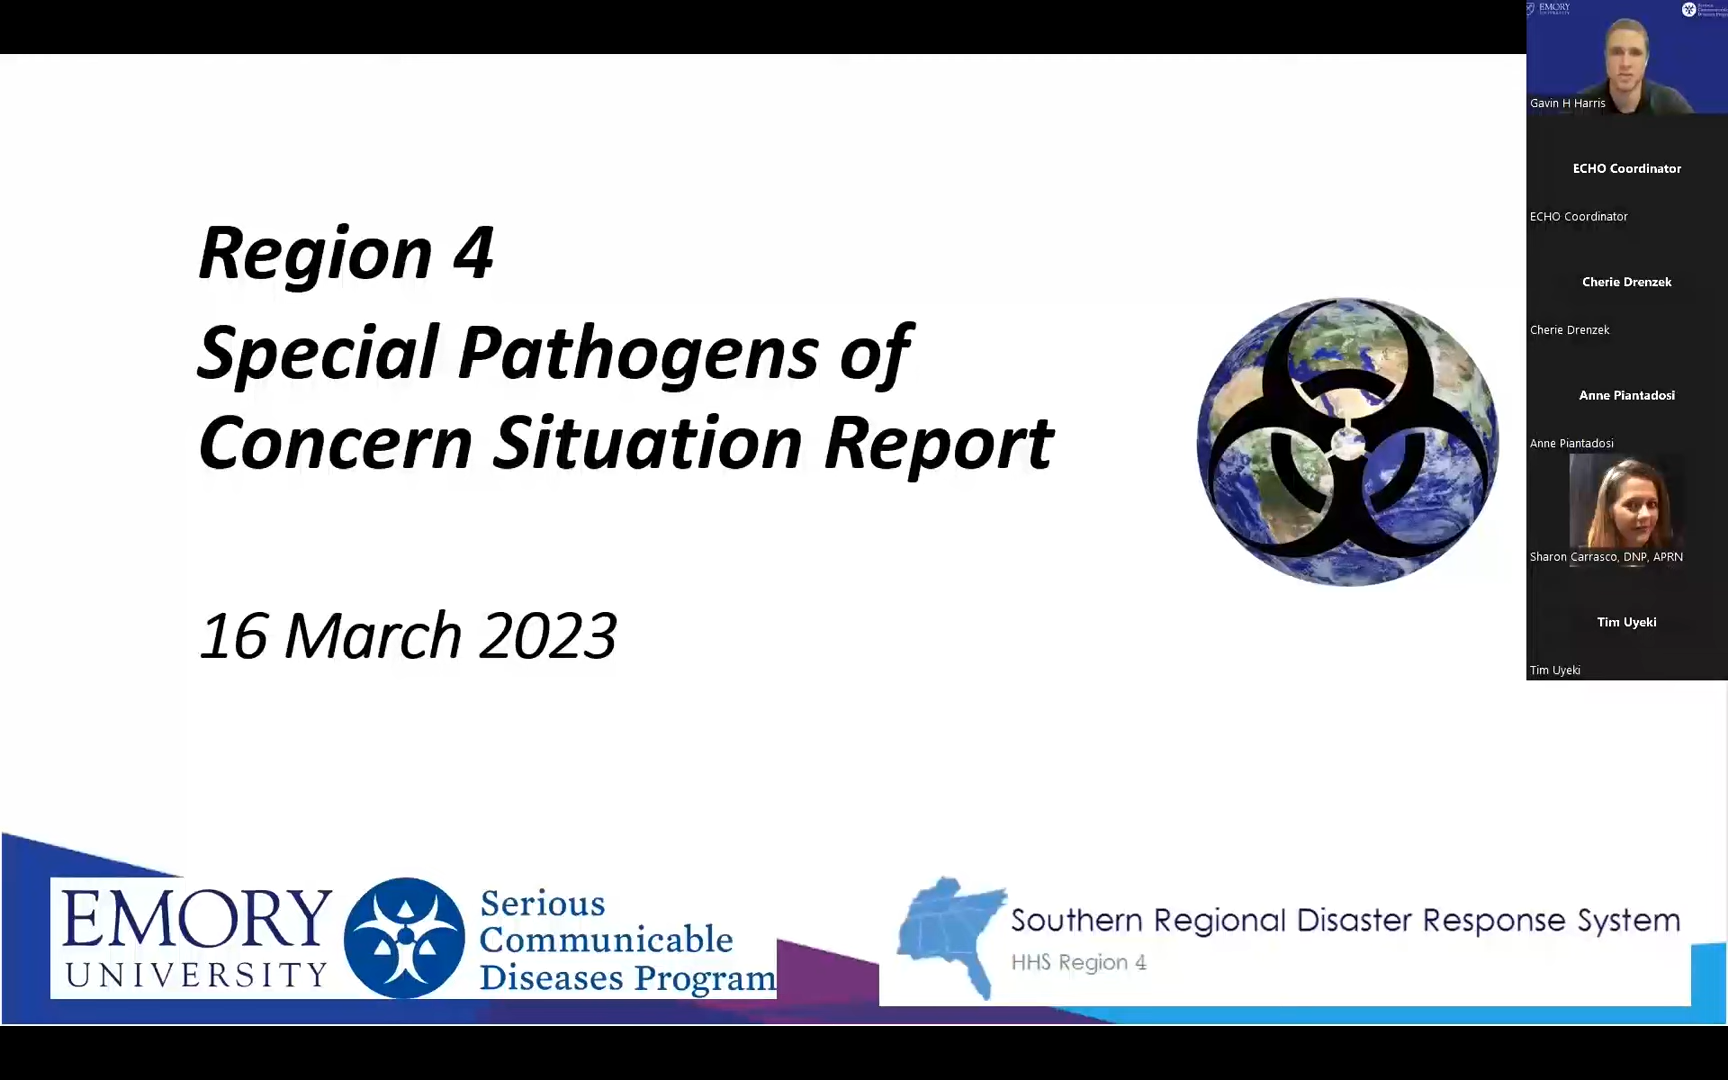 Region 4
Special Pathogens of
Concern Situation Report
16 March 2023
EMORY
UNIVERSITY
Serious
Communicable
Diseases Program
Southern Regional Disaster Response System
HHS Region 4
EMORY
Gavin H Harris
ECHO Coordinator
ECHO Coordinator
Cherie Drenzek
Cherie Drenzek
Anne Piantadosi
Anne Piantadosi
Sharon Carrasco, DNP, APRN
Tim Uyeki
Tim Uyeki